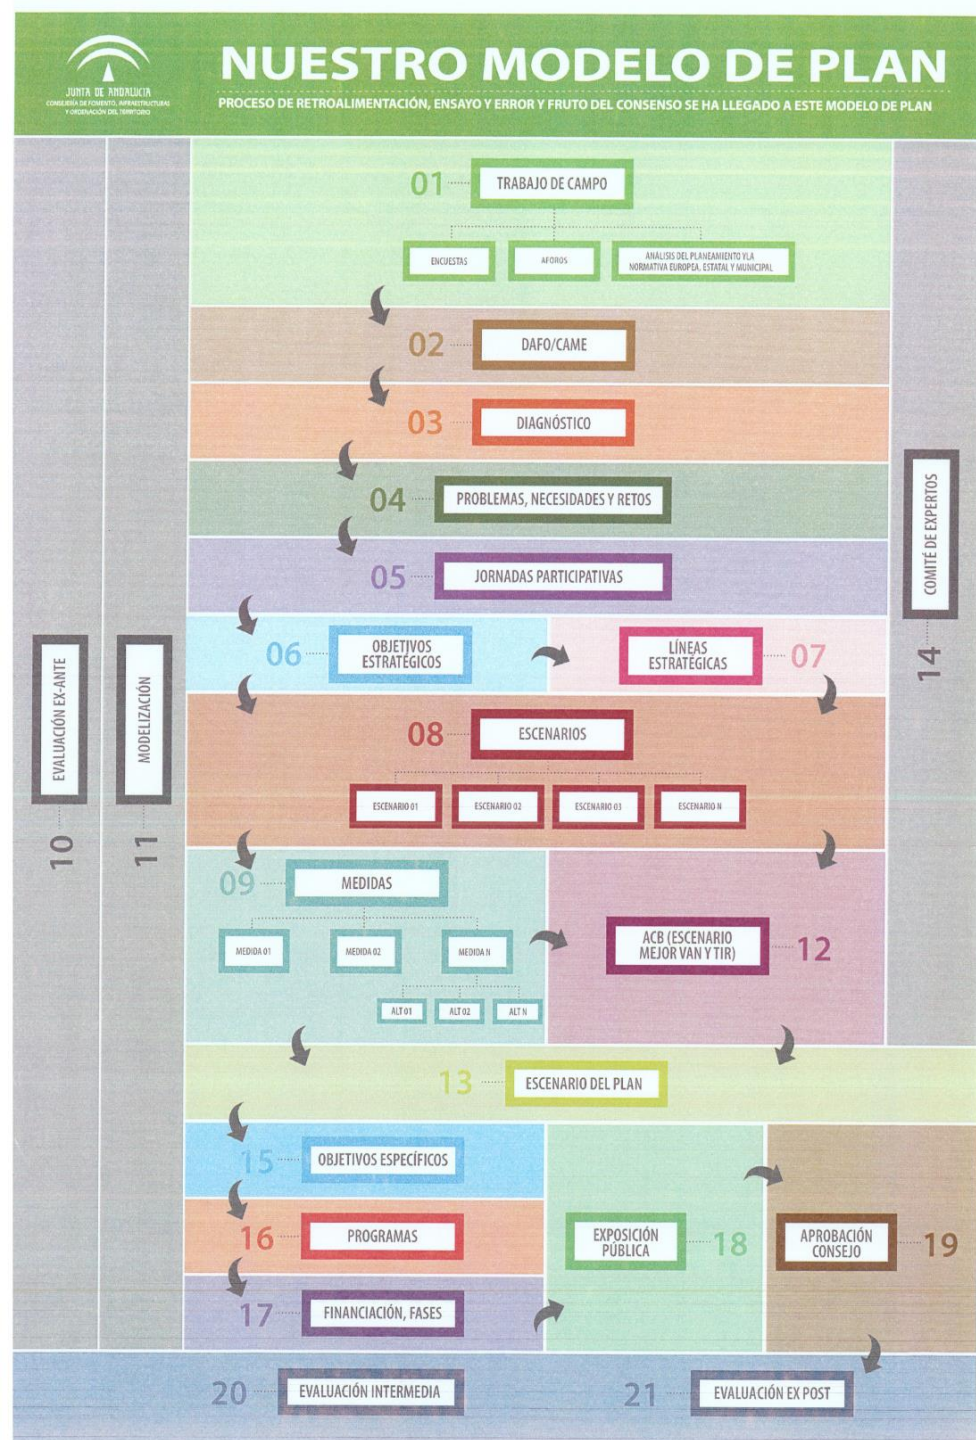 JUNTA DE ANDALUCIA
CONSEJERÍA DE FOMENTO, INFRAESTRUCTURAS
Y ORDENACIÓN DEL TERRITORIO
NUESTRO MODELO DE PLAN
PROCESO DE RETROALIMENTACIÓN, ENSAYO Y ERROR Y FRUTO DEL CONSENSO SE HA LLEGADO A ESTE MODELO DE PLAN
01
TRABAJO DE CAMPO
ENCUESTAS
AFOROS
ANÁLISIS DEL PLANEAMIENTO Y LA
NORMATIVA EUROPEA, ESTATAL Y MUNICIPAL
02
DAFO/CAME
03
DIAGNÓSTICO
04
PROBLEMAS, NECESIDADES Y RETOS
05
JORNADAS PARTICIPATIVAS
06
OBJETIVOS
ESTRATÉGICOS
LÍNEAS
ESTRATÉGICAS
07
08
ESCENARIOS
ESCENARIO 01
ESCENARIO 02
ESCENARIO 03
ESCENARIO N
09
MEDIDAS
MEDIDA 01
MEDIDA 02
MEDIDA N
ALT 01
ALT 02
ALT N
10
EVALUACIÓN EX-ANTE
11
MODELIZACIÓN
ACB (ESCENARIO
MEJOR VAN Y TIR)
12
13
ESCENARIO DEL PLAN
14
COMITÉ DE EXPERTOS
15
OBJETIVOS ESPECÍFICOS
16
PROGRAMAS
17
FINANCIACIÓN, FASES
EXPOSICIÓN
PÚBLICA
18
APROBACIÓN
CONSEJO
19
20
EVALUACIÓN INTERMEDIA
21
EVALUACIÓN EX POST